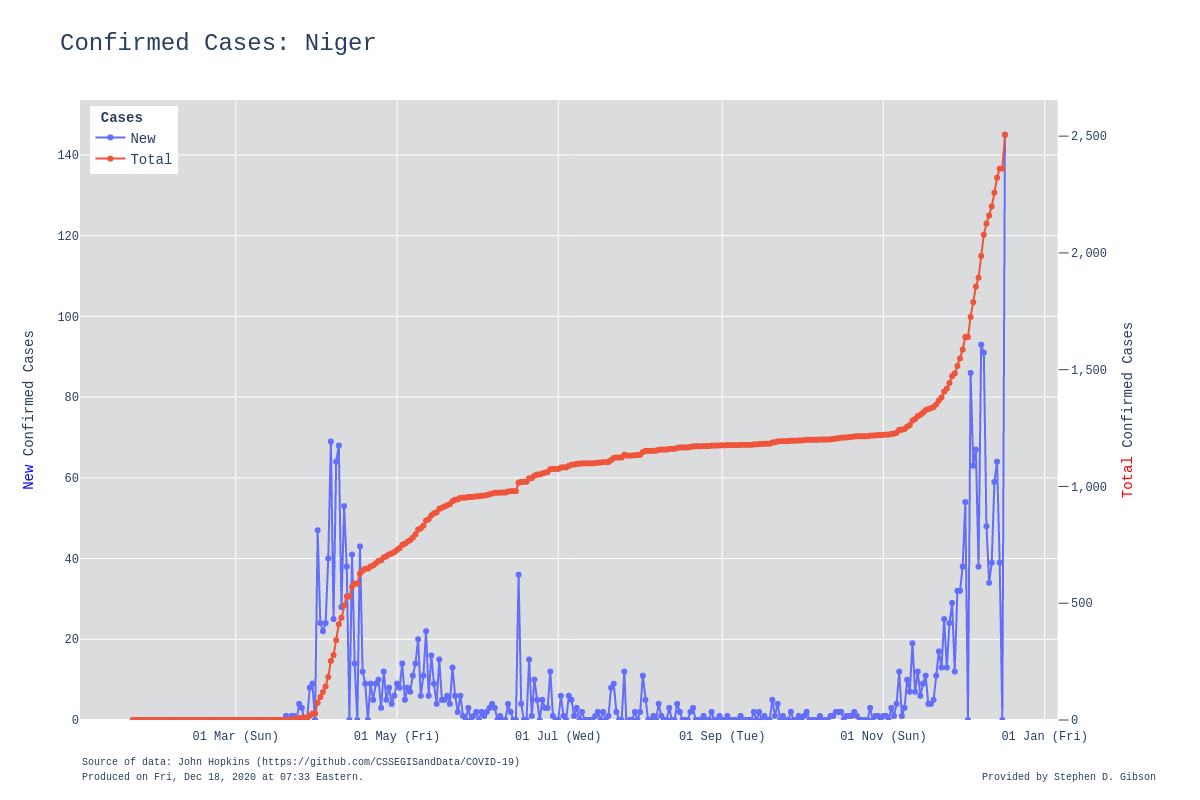 Confirmed Cases: Niger
Cases
New
Total
140
120
100
80
60
40
20
0
2,500
2,000
1,500
1,000
500
0
New Confirmed Cases
Total Confirmed Cases
01 Mar (Sun)
01 May (Fri)
01 Jul (Wed)
01 Sep (Tue)
01 Nov (Sun)
01 Jan (Fri)
Source of data: John Hopkins (https://github.com/CSSEGISandData/COVID-19)
Produced on Fri, Dec 18, 2020 at 07:33 Eastern.
Provided by Stephen D. Gibson